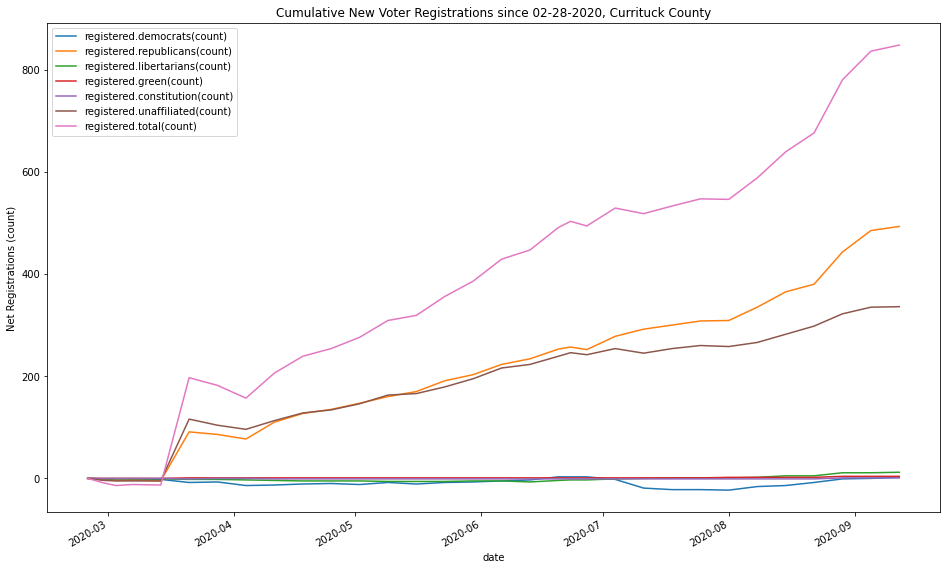 Cumulative New Voter Registrations since 02-28-2020, Currituck County
registered.democrats(count)
registered.republicans(count)
registered.libertarians(count)
registered.green(count)
registered.constitution(count)
registered.unaffiliated(count)
registered.total(count)
Net Registrations (count)
800
600
400
200
0
2020-03
2020-04
2020-05
2020-06
2020-07
2020-08
2020-09
date